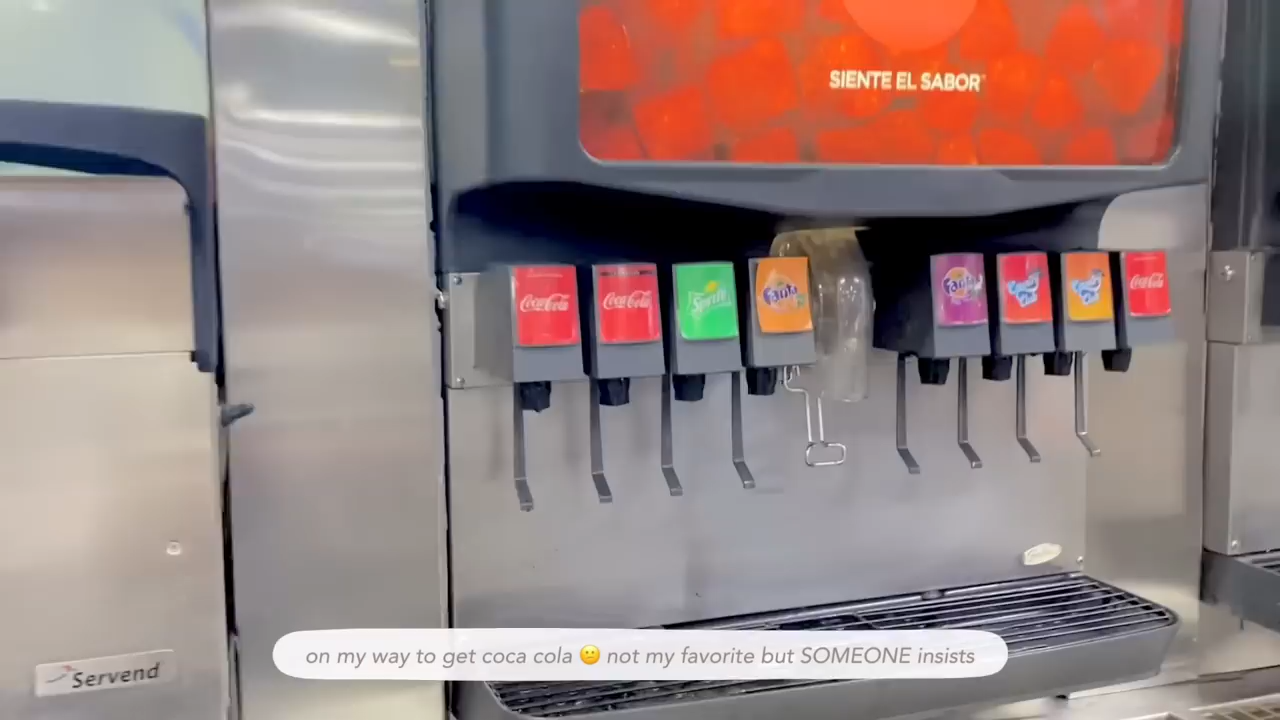 SIENTE EL SABOR
Coca-Cola
Coca-Cola
Sprite
Fanta
Fanta
Coca-Cola
Servend
on my way to get coca cola 😕 not my favorite but SOMEONE insists